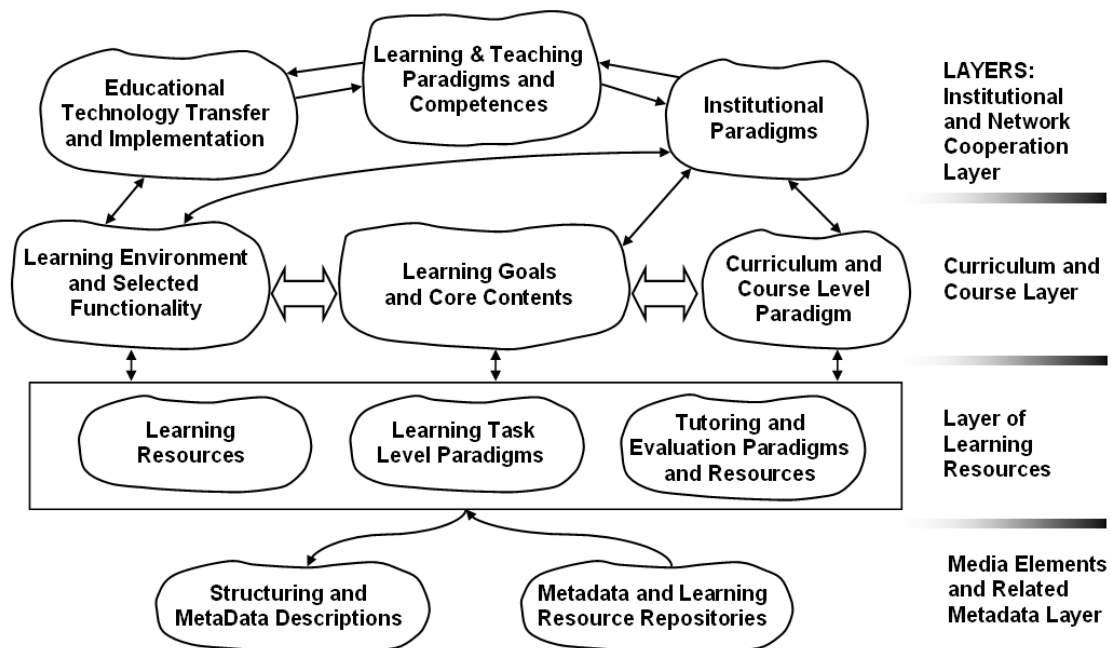 Educational
Technology Transfer
and Implementation
Learning & Teaching
Paradigms and
Competences
Institutional
Paradigms
LAYERS:
Institutional
and Network
Cooperation
Layer
Learning Environment
and Selected
Functionality
Learning Goals
and Core Contents
Curriculum and
Course Level
Paradigm
Curriculum and
Course Layer
Learning
Resources
Learning Task
Level Paradigms
Tutoring and
Evaluation Paradigms
and Resources
Layer of
Learning
Resources
Structuring and
MetaData Descriptions
Metadata and Learning
Resource Repositories
Media Elements
and Related
Metadata Layer